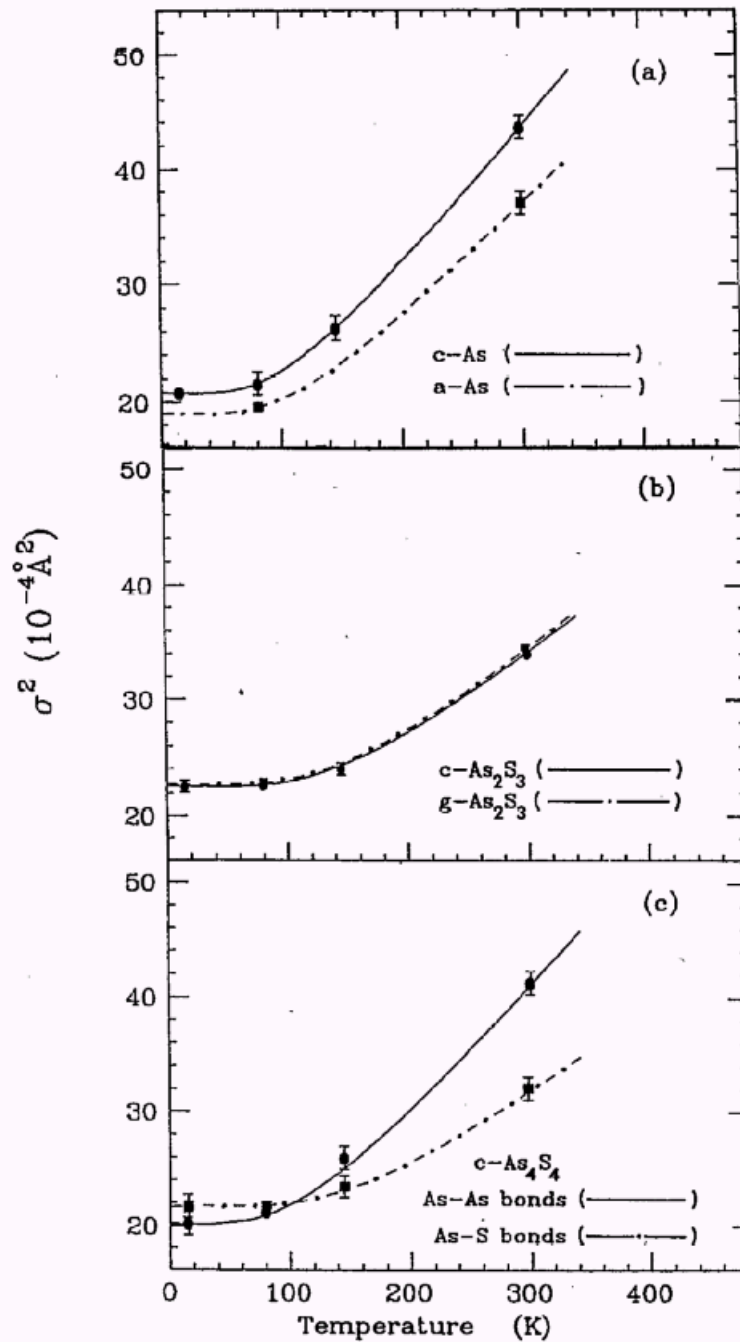 50
(a)
40
30
c-As (———)
a-As (—·—)
20
50
(b)
40
σ² (10⁻⁴Å²)
30
c-As₂S₃ (———)
g-As₂S₃ (—·—)
20
50
(c)
40
30
c-As₄S₄
As-As bonds (———)
As-S bonds (—·—)
20
0 100 200 300 400
Temperature (K)